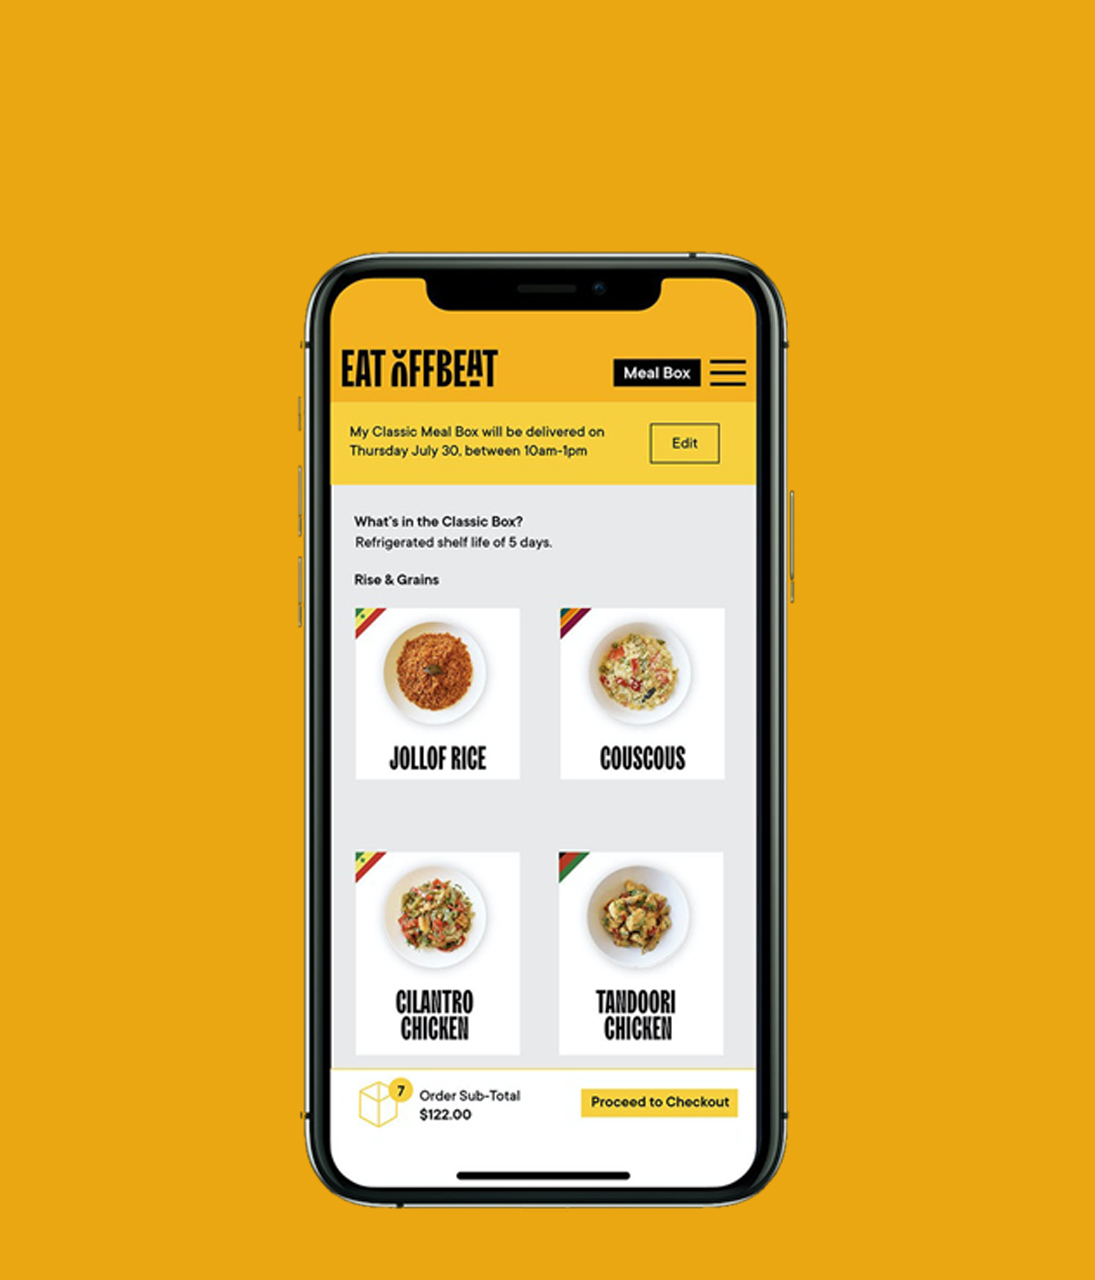 EAT OFFBEAT
Meal Box
My Classic Meal Box will be delivered on
Thursday July 30, between 10am-1pm
Edit
What's in the Classic Box?
Refrigerated shelf life of 5 days.
Rise & Grains
JOLLOF RICE
COUSCOUS
CILANTRO
CHICKEN
TANDOORI
CHICKEN
7
Order Sub-Total
$122.00
Proceed to Checkout